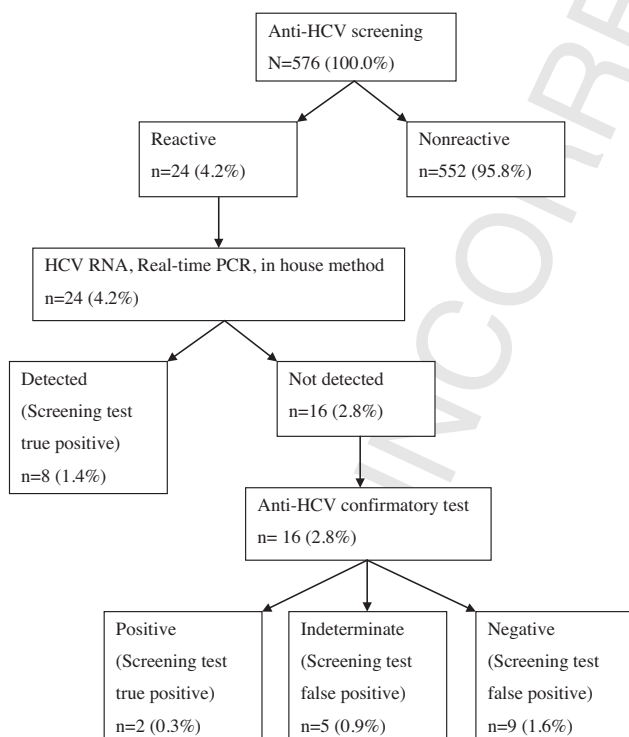 Anti-HCV screening
N=576 (100.0%)
Reactive
n=24 (4.2%)
Nonreactive
n=552 (95.8%)
HCV RNA, Real-time PCR, in house method
n=24 (4.2%)
Detected
(Screening test
true positive)
n=8 (1.4%)
Not detected
n=16 (2.8%)
Anti-HCV confirmatory test
n= 16 (2.8%)
Positive
(Screening test
true positive)
n=2 (0.3%)
Indeterminate
(Screening test
false positive)
n=5 (0.9%)
Negative
(Screening test
false positive)
n=9 (1.6%)
INCORRE